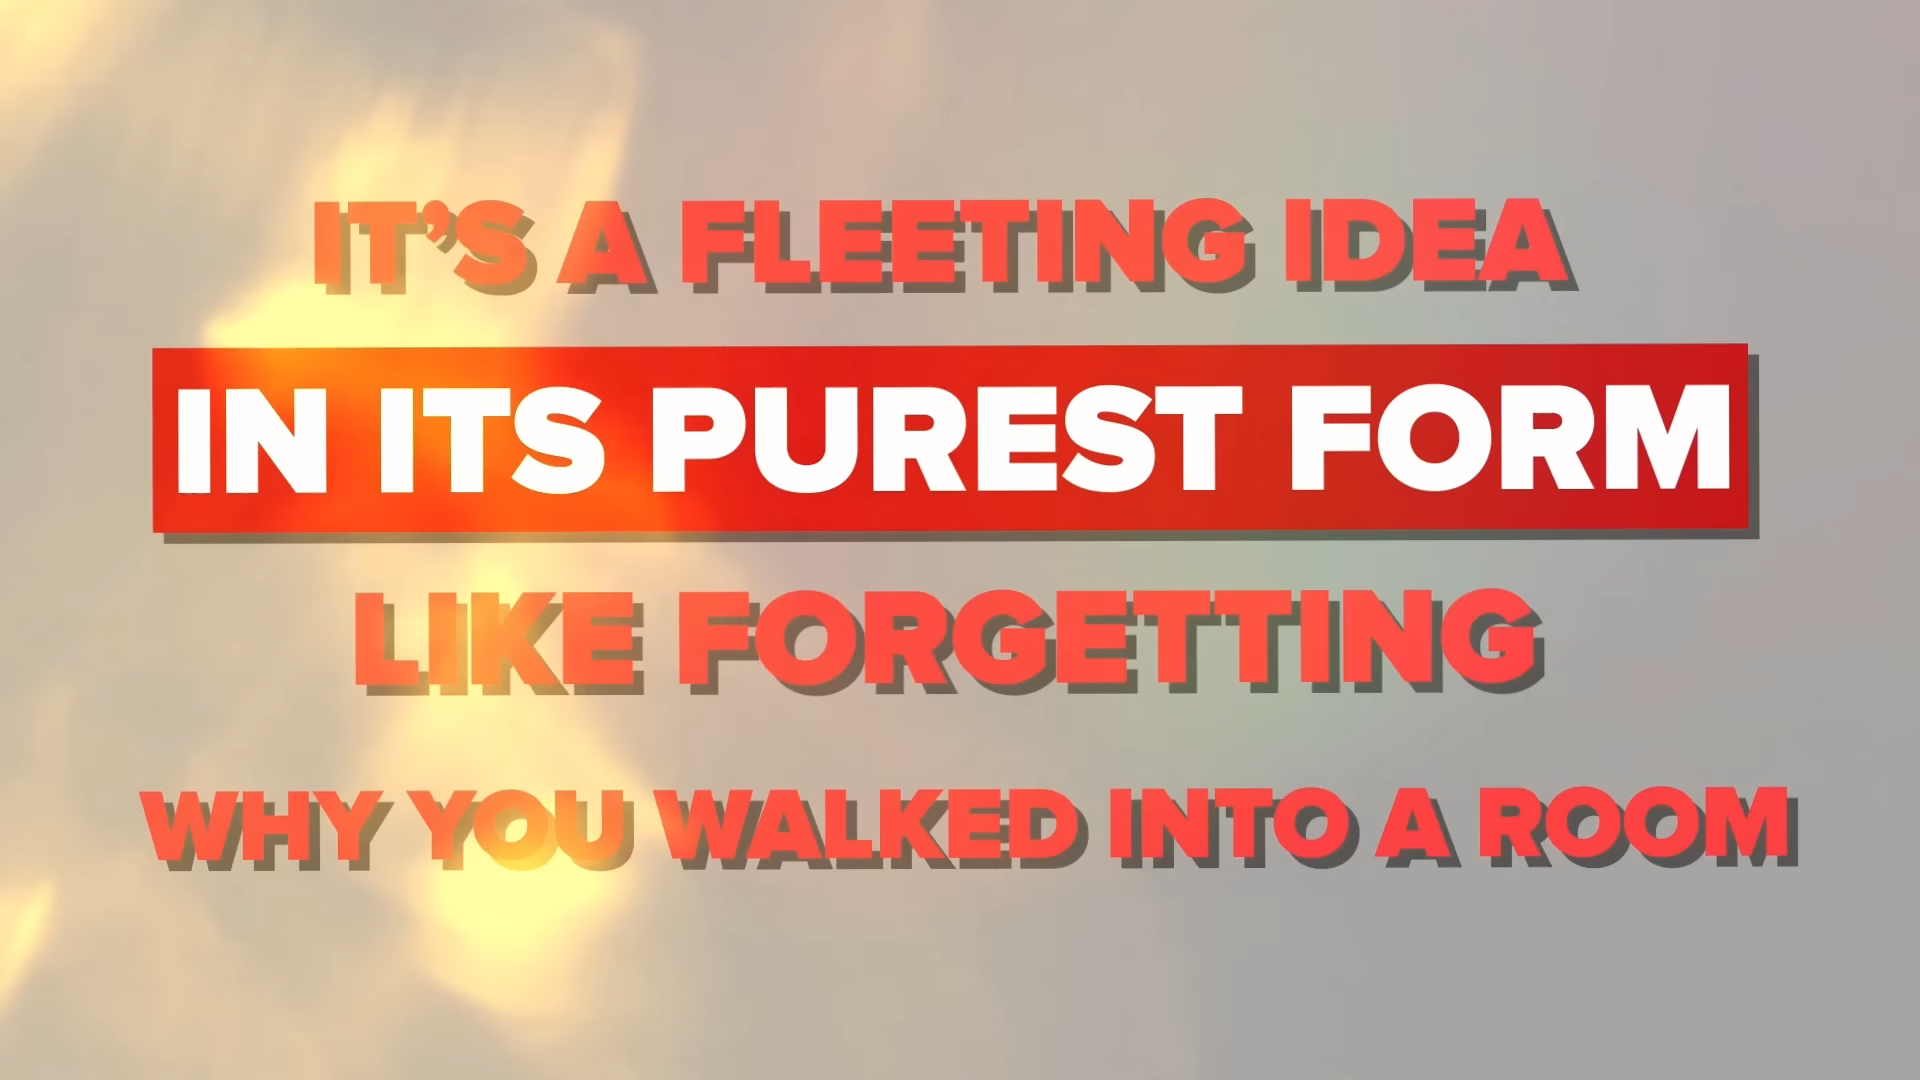 IT’S A FLEETING IDEA
IN ITS PUREST FORM
LIKE FORGETTING
WHY YOU WALKED INTO A ROOM